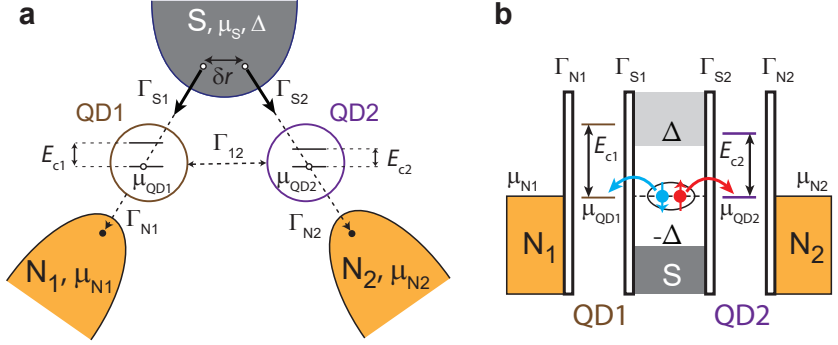 a
S, μS, Δ
δr
ΓS1
ΓS2
QD1
QD2
Ec1
Γ12
Ec2
μQD1
μQD2
ΓN1
ΓN2
N1, μN1
N2, μN2
b
ΓN1
ΓS1
ΓS2
ΓN2
Δ
Ec1
Ec2
μN1
μN2
μQD1
μQD2
-Δ
N1
S
N2
QD1
QD2